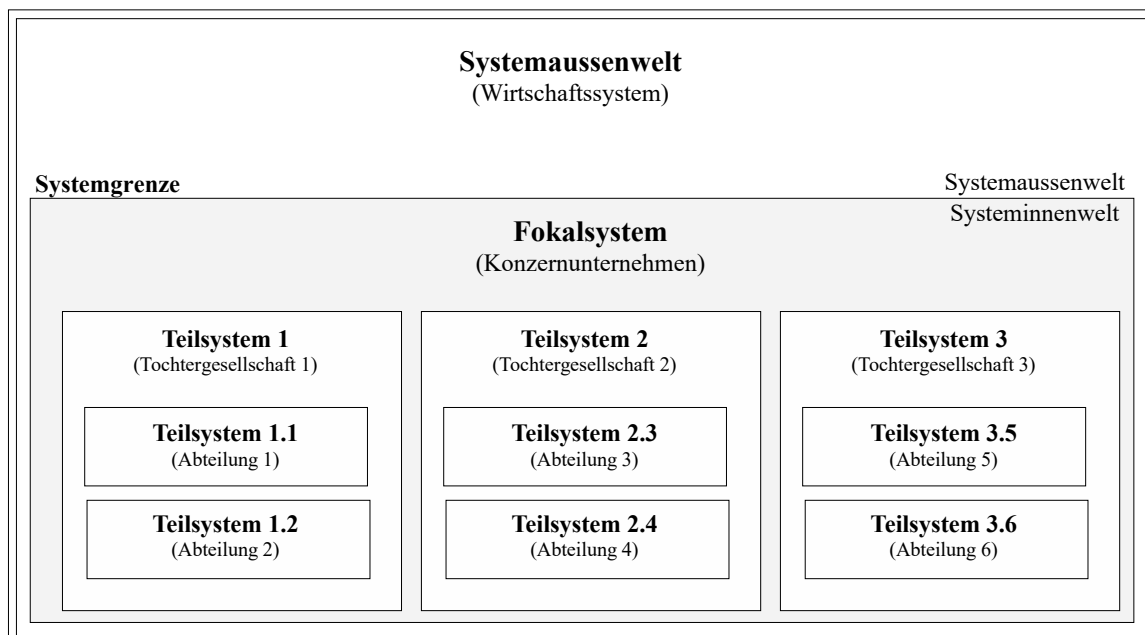 Systemaussenwelt
(Wirtschaftssystem)
Systemgrenze
Systemaussenwelt
Systeminnenwelt
Fokalsystem
(Konzernunternehmen)
Teilsystem 1
(Tochtergesellschaft 1)
Teilsystem 1.1
(Abteilung 1)
Teilsystem 1.2
(Abteilung 2)
Teilsystem 2
(Tochtergesellschaft 2)
Teilsystem 2.3
(Abteilung 3)
Teilsystem 2.4
(Abteilung 4)
Teilsystem 3
(Tochtergesellschaft 3)
Teilsystem 3.5
(Abteilung 5)
Teilsystem 3.6
(Abteilung 6)